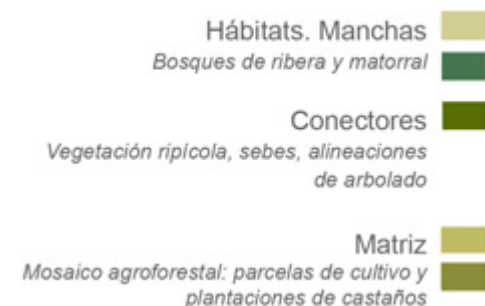 Hábitats. Manchas
Bosques de ribera y matorral
Conectores
Vegetación ripícola, sebes, alineaciones
de arbolado
Matriz
Mosaico agroforestal: parcelas de cultivo y
plantaciones de castaños